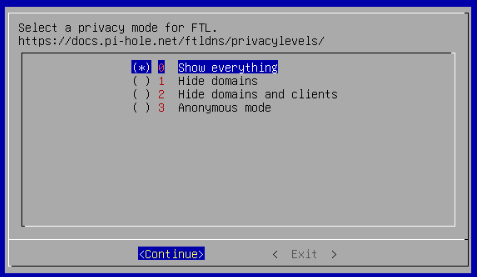 Select a privacy mode for FTL.
https://docs.pi-hole.net/ftldns/privacylevels/
(*) 0 Show everything
( ) 1 Hide domains
( ) 2 Hide domains and clients
( ) 3 Anonymous mode
<Continue> < Exit >